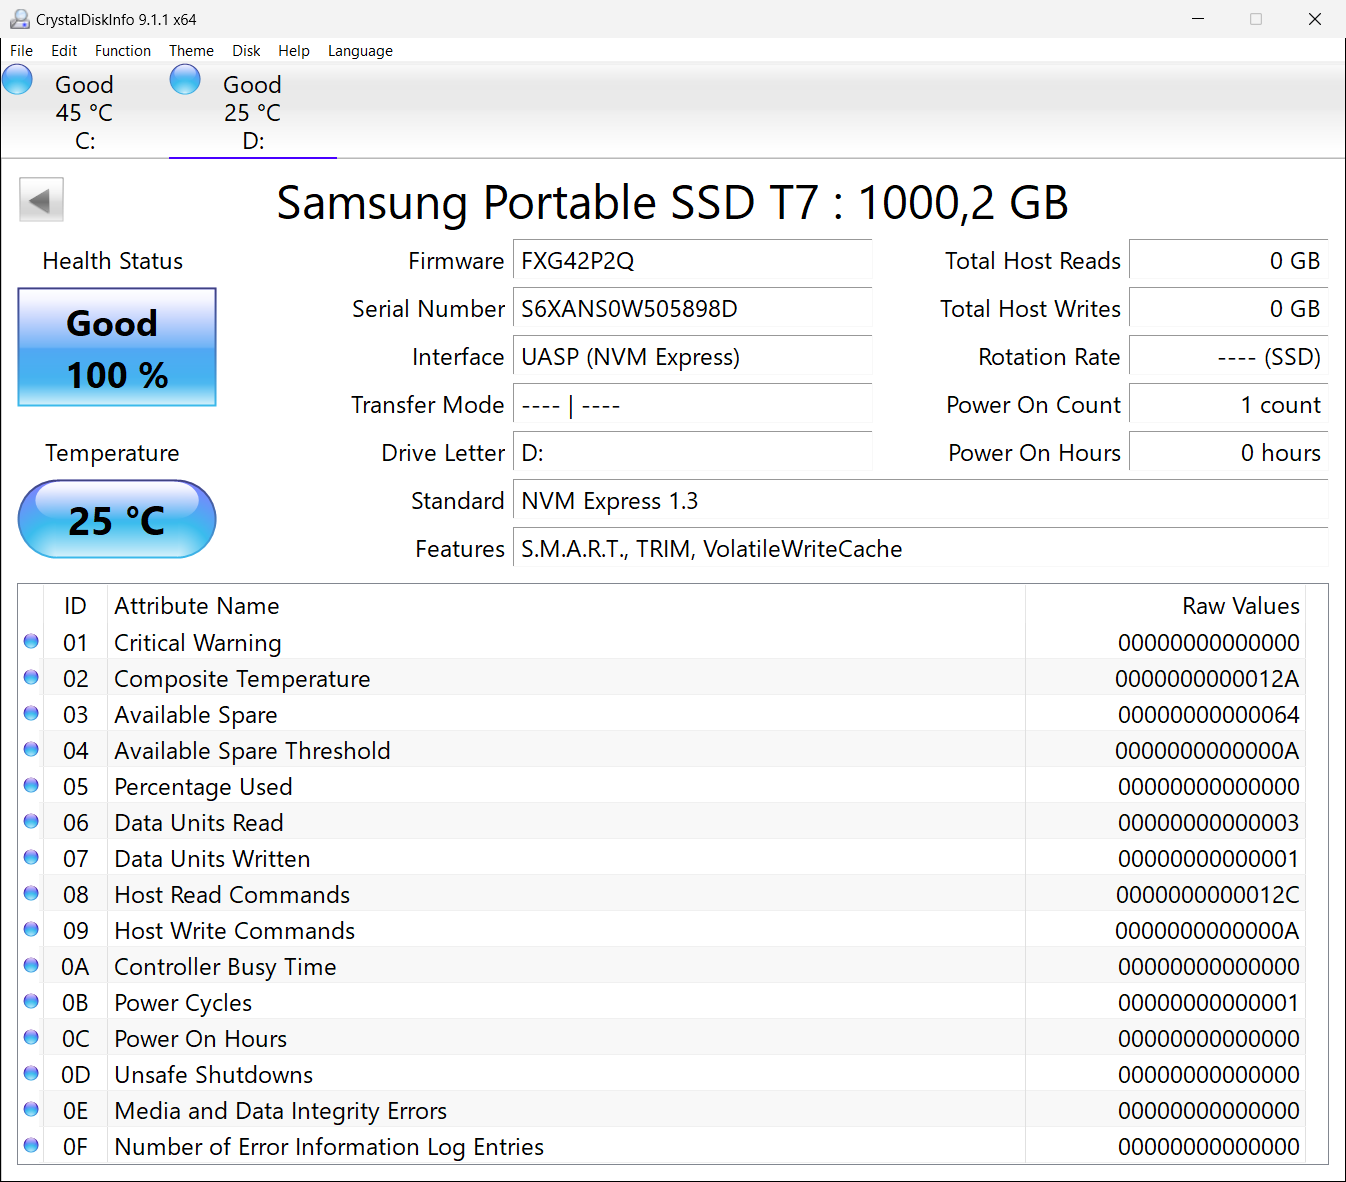 CrystalDiskInfo 9.1.1 x64
File Edit Function Theme Disk Help Language
Good Good
45 °C 25 °C
C: D:
Samsung Portable SSD T7 : 1000,2 GB
Health Status
Good
100 %
Temperature
25 °C
Firmware FXG42P2Q
Serial Number S6XANS0W505898D
Interface UASP (NVM Express)
Transfer Mode ---- | ----
Drive Letter D:
Total Host Reads 0 GB
Total Host Writes 0 GB
Rotation Rate ---- (SSD)
Power On Count 1 count
Power On Hours 0 hours
Standard NVM Express 1.3
Features S.M.A.R.T., TRIM, VolatileWriteCache
ID Attribute Name Raw Values
01 Critical Warning 00000000000000
02 Composite Temperature 0000000000012A
03 Available Spare 00000000000064
04 Available Spare Threshold 0000000000000A
05 Percentage Used 00000000000000
06 Data Units Read 00000000000003
07 Data Units Written 00000000000001
08 Host Read Commands 0000000000012C
09 Host Write Commands 0000000000000A
0A Controller Busy Time 00000000000000
0B Power Cycles 00000000000001
0C Power On Hours 00000000000000
0D Unsafe Shutdowns 00000000000000
0E Media and Data Integrity Errors 00000000000000
0F Number of Error Information Log Entries 00000000000000